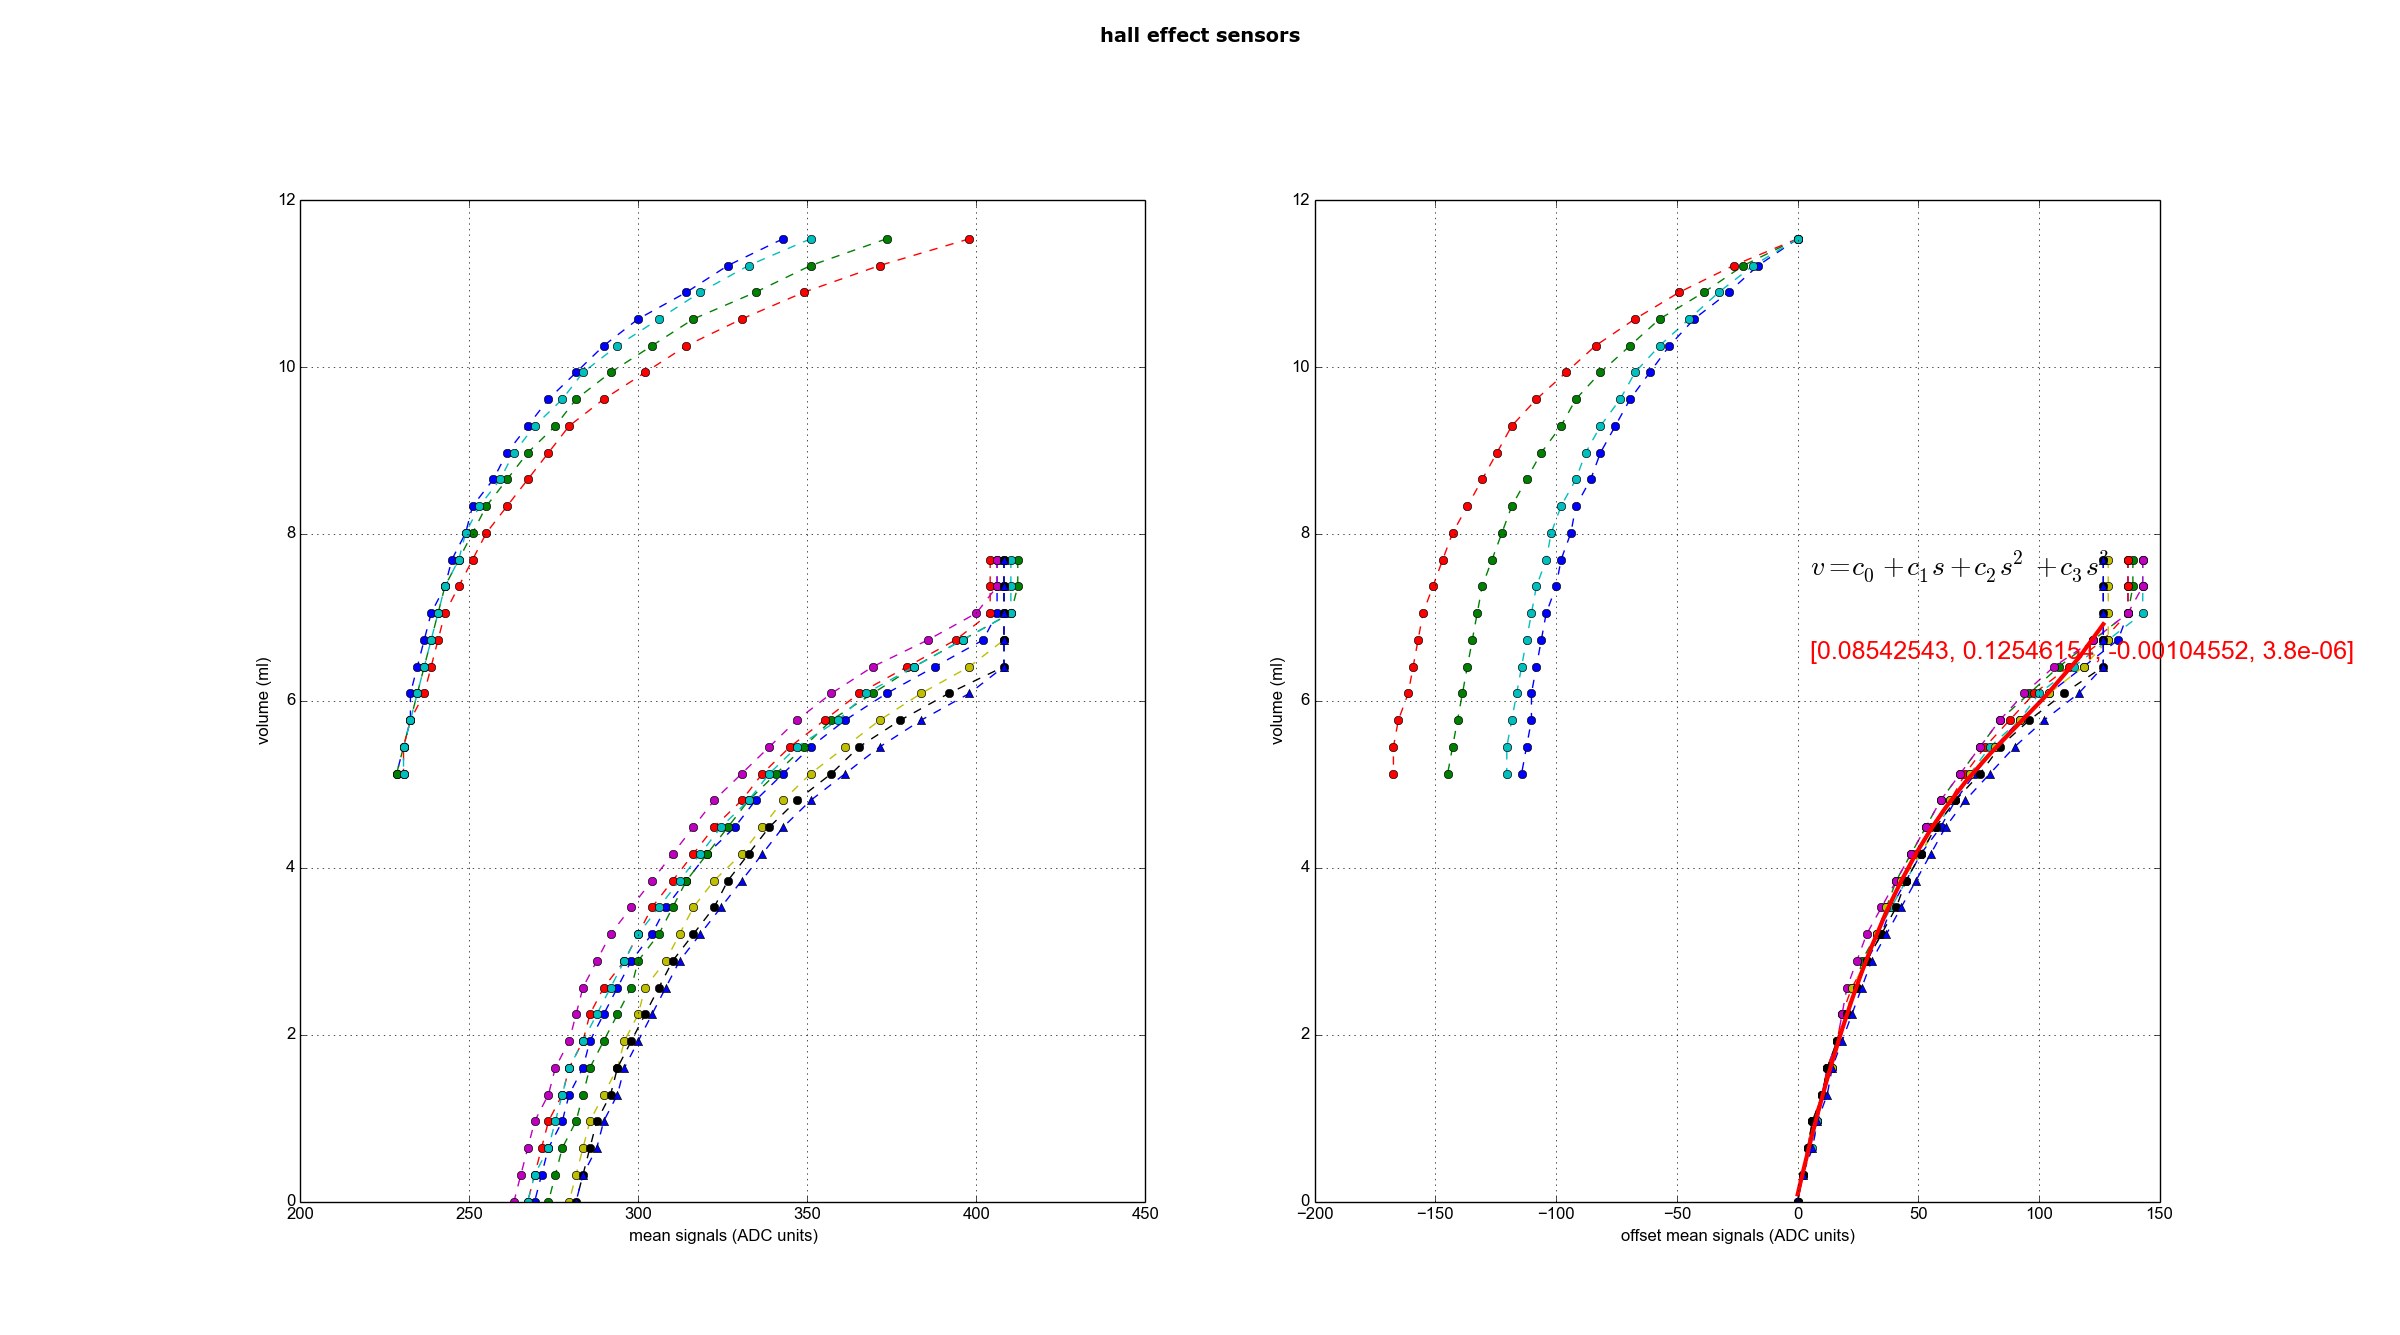 hall effect sensors
12
10
8
6
4
2
0
volume (ml)
200 250 300 350 400 450
mean signals (ADC units)
12
10
8
6
4
2
0
volume (ml)
v=c₀ +c₁s+c₂s² +c₃s³
[0.08542543, 0.12546154, -0.00104552, 3.8e-06]
−200 −150 −100 −50 0 50 100 150
offset mean signals (ADC units)